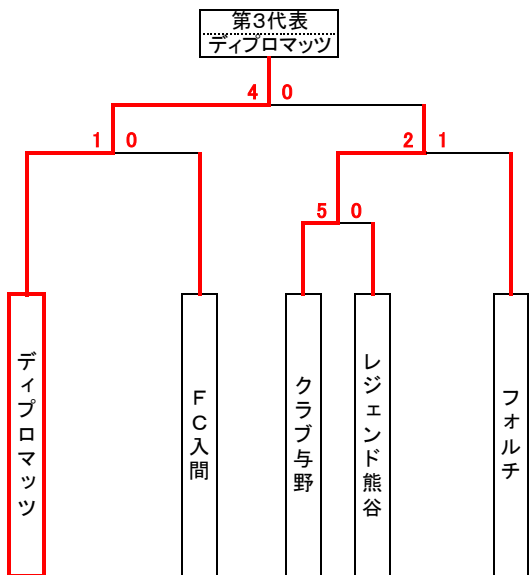 第3代表
ディプロマッツ
4 0
1 0
2 1
5 0
ディプロマッツ
FC入間
クラブ与野
レジェンド熊谷
フォルチ